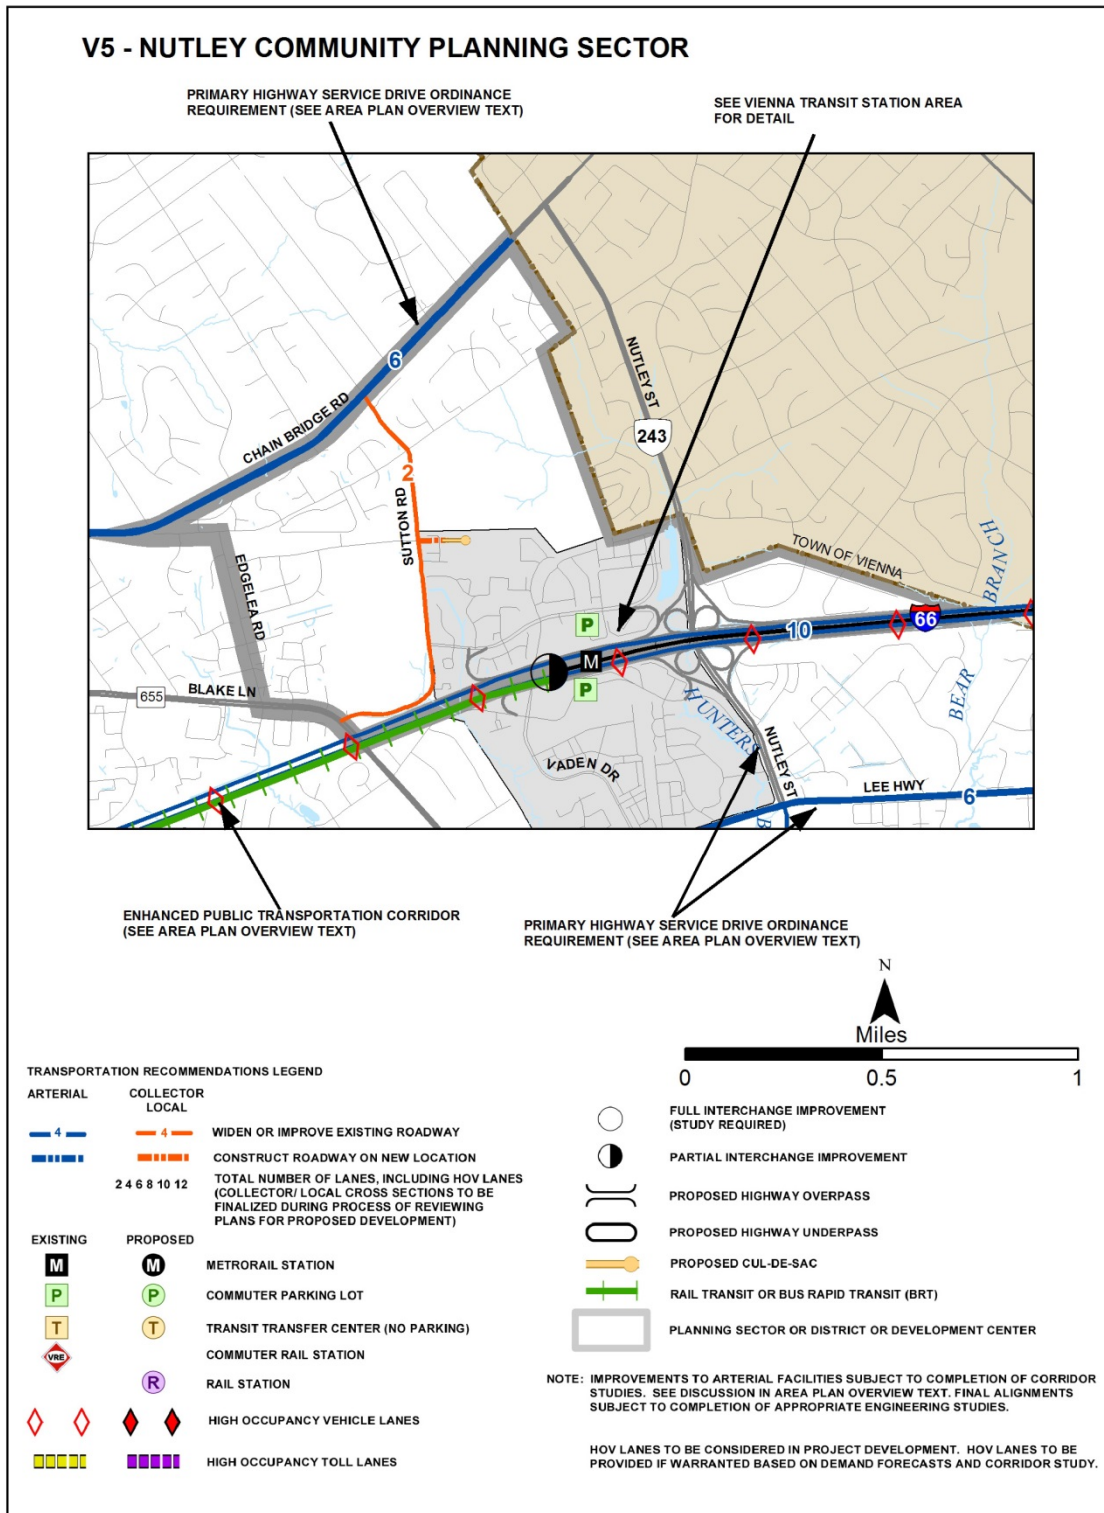 V5 - NUTLEY COMMUNITY PLANNING SECTOR
PRIMARY HIGHWAY SERVICE DRIVE ORDINANCE
REQUIREMENT (SEE AREA PLAN OVERVIEW TEXT)
SEE VIENNA TRANSIT STATION AREA
FOR DETAIL
6
CHAIN BRIDGE RD
NUTLEY ST
243
2
SUTTON RD
EDGELEA RD
TOWN OF VIENNA
BRANCH
BEAR
66
10
P
M
P
BLAKE LN
655
HUNTERS
B
VADEN DR
NUTLEY ST
LEE HWY
6
ENHANCED PUBLIC TRANSPORTATION CORRIDOR
(SEE AREA PLAN OVERVIEW TEXT)
PRIMARY HIGHWAY SERVICE DRIVE ORDINANCE
REQUIREMENT (SEE AREA PLAN OVERVIEW TEXT)
N
Miles
0 0.5 1
TRANSPORTATION RECOMMENDATIONS LEGEND
ARTERIAL
COLLECTOR
LOCAL
4 4 WIDEN OR IMPROVE EXISTING ROADWAY
CONSTRUCT ROADWAY ON NEW LOCATION
2 4 6 8 10 12 TOTAL NUMBER OF LANES, INCLUDING HOV LANES
(COLLECTOR/ LOCAL CROSS SECTIONS TO BE
FINALIZED DURING PROCESS OF REVIEWING
PLANS FOR PROPOSED DEVELOPMENT)
EXISTING PROPOSED
M M METRORAIL STATION
P P COMMUTER PARKING LOT
T T TRANSIT TRANSFER CENTER (NO PARKING)
VRE COMMUTER RAIL STATION
R RAIL STATION
HIGH OCCUPANCY VEHICLE LANES
HIGH OCCUPANCY TOLL LANES
FULL INTERCHANGE IMPROVEMENT
(STUDY REQUIRED)
PARTIAL INTERCHANGE IMPROVEMENT
PROPOSED HIGHWAY OVERPASS
PROPOSED HIGHWAY UNDERPASS
PROPOSED CUL-DE-SAC
RAIL TRANSIT OR BUS RAPID TRANSIT (BRT)
PLANNING SECTOR OR DISTRICT OR DEVELOPMENT CENTER
NOTE: IMPROVEMENTS TO ARTERIAL FACILITIES SUBJECT TO COMPLETION OF CORRIDOR
STUDIES. SEE DISCUSSION IN AREA PLAN OVERVIEW TEXT. FINAL ALIGNMENTS
SUBJECT TO COMPLETION OF APPROPRIATE ENGINEERING STUDIES.
HOV LANES TO BE CONSIDERED IN PROJECT DEVELOPMENT. HOV LANES TO BE
PROVIDED IF WARRANTED BASED ON DEMAND FORECASTS AND CORRIDOR STUDY.